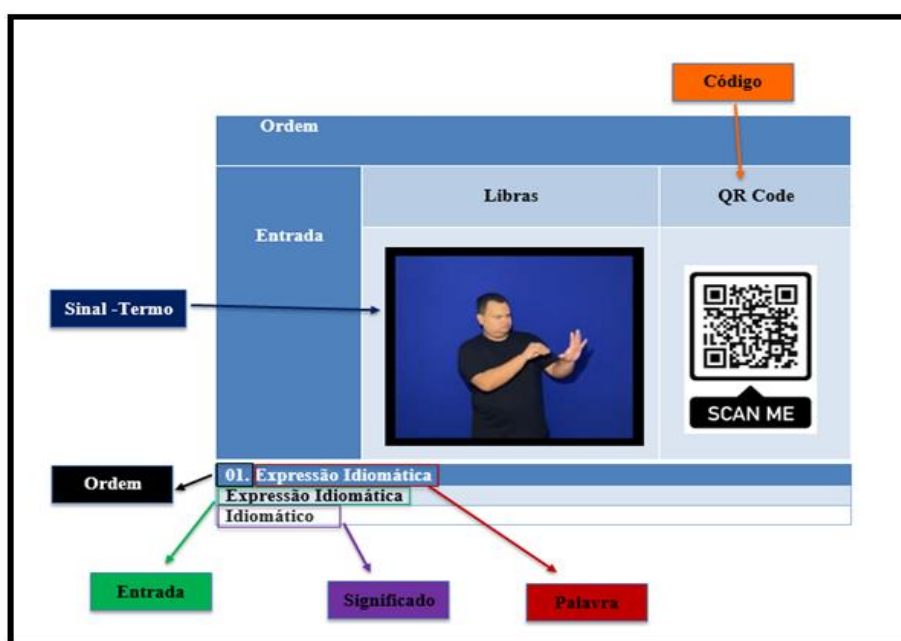 Código
Ordem
Libras
QR Code
Entrada
Sinal -Termo
SCAN ME
Ordem
01. Expressão Idiomática
Expressão Idiomática
Idiomático
Entrada
Significado
Palavra